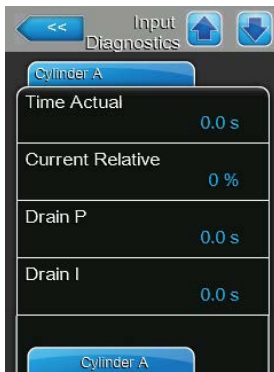 << Input
Diagnostics
Cylinder A
Time Actual
0.0 s
Current Relative
0 %
Drain P
0.0 s
Drain I
0.0 s
Cylinder A